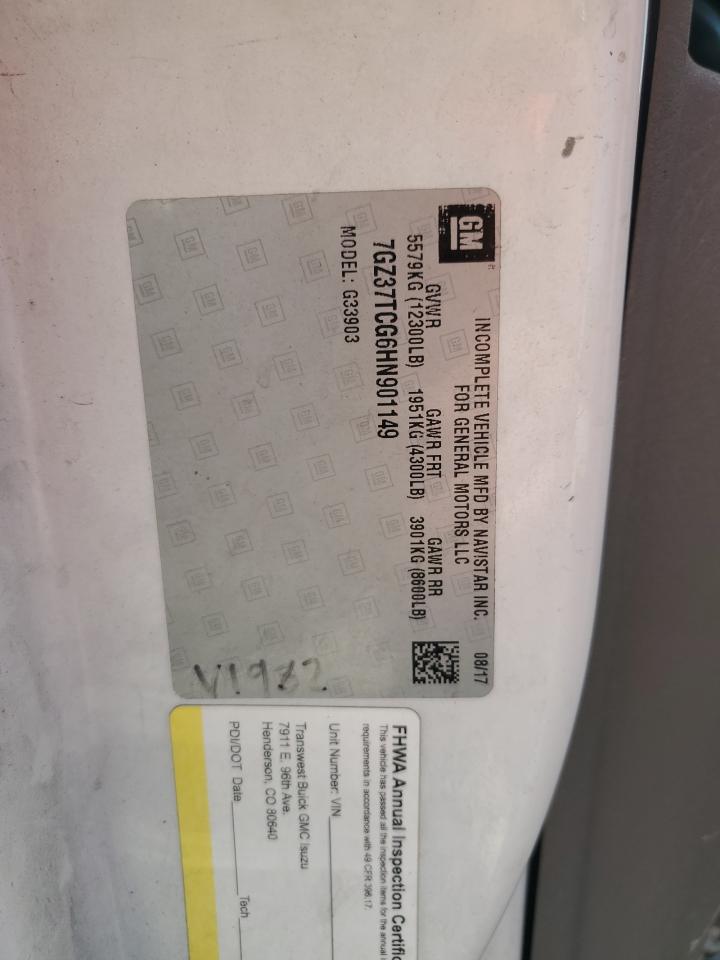 GM
INCOMPLETE VEHICLE MFD BY NAVISTAR INC. 08/17
FOR GENERAL MOTORS LLC
GVWR GAWR FRT GAWR RR
5579KG (12300LB) 1951KG (4300LB) 3901KG (8600LB)
7GZ37TCG6HN901149
MODEL: G33903
V1982
FHWA Annual Inspection Certific
This vehicle has passed all the inspection items for the annual
requirements in accordance with 49 CFR 396.17.
Unit Number: VIN
Transwest Buick GMC Isuzu
7911 E. 96th Ave.
Henderson, CO 80640
PDI/DOT Date Tech